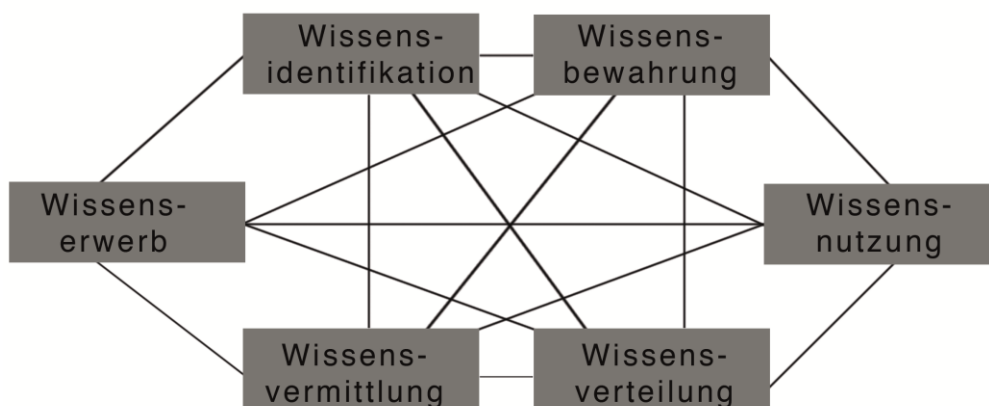 Wissens-
identifikation
Wissens-
bewahrung
Wissens-
erwerb
Wissens-
nutzung
Wissens-
vermittlung
Wissens-
verteilung